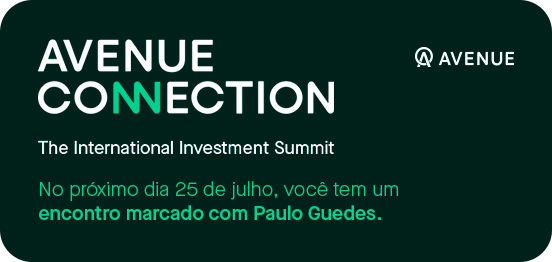 AVENUE
CONNECTION
AVENUE
The International Investment Summit
No próximo dia 25 de julho, você tem um
encontro marcado com Paulo Guedes.